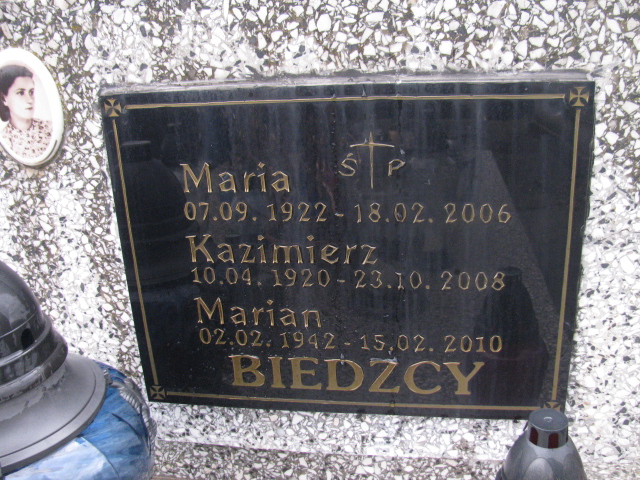 Ś P
Maria
07.09.1922 - 18.02.2006
Kazimierz
10.04.1920 - 23.10.2008
Marian
02.02.1942 - 15.02.2010
BIEDZCY